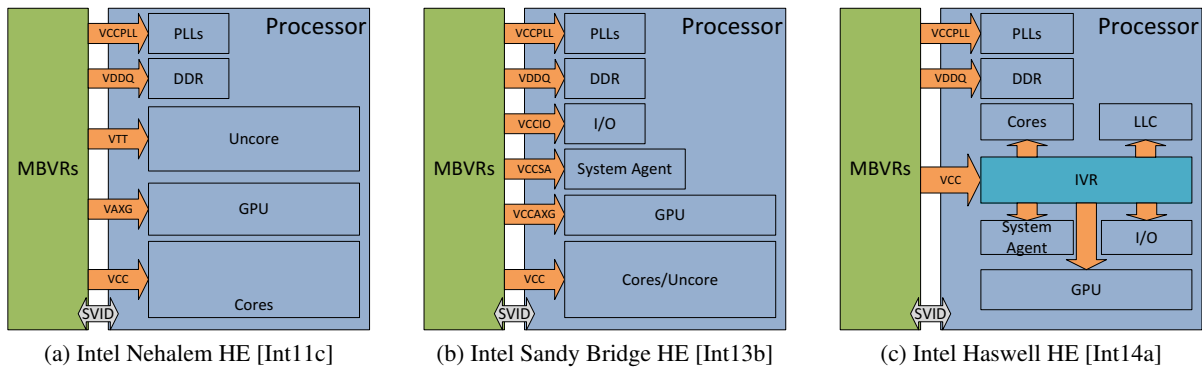 Processor
MBVRs
VCCPLL
PLLs
VDDQ
DDR
VTT
Uncore
VAXG
GPU
VCC
Cores
SVID
(a) Intel Nehalem HE [Int11c]
Processor
MBVRs
VCCPLL
PLLs
VDDQ
DDR
VCCIO
I/O
VCCSA
System Agent
VCCAXG
GPU
VCC
Cores/Uncore
SVID
(b) Intel Sandy Bridge HE [Int13b]
Processor
MBVRs
VCCPLL
PLLs
VDDQ
DDR
Cores
LLC
VCC
IVR
System
Agent
I/O
GPU
SVID
(c) Intel Haswell HE [Int14a]